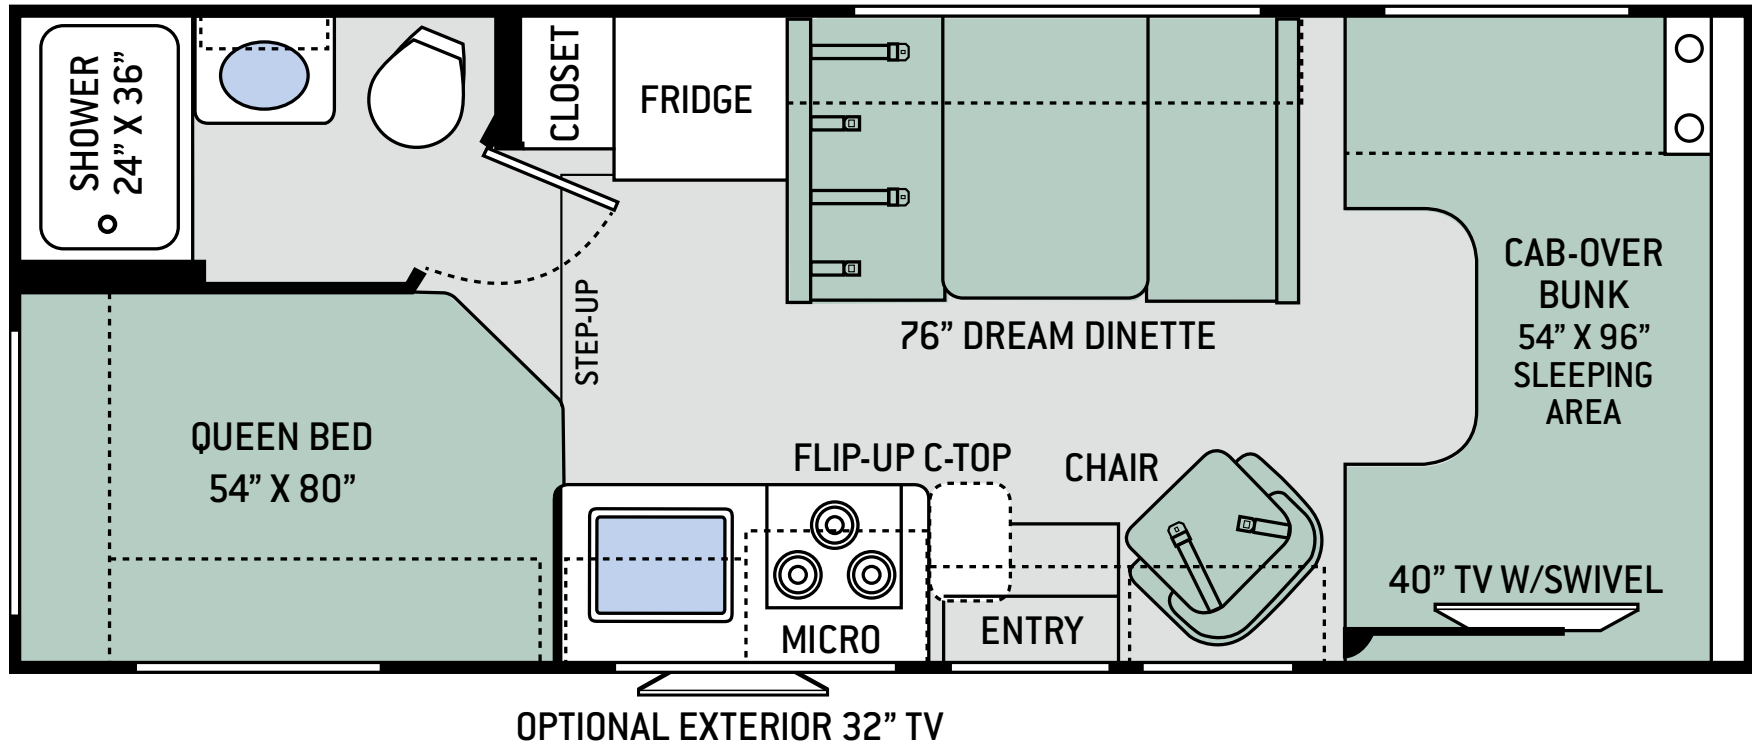 SHOWER
24” X 36”
CLOSET
FRIDGE
CAB-OVER
BUNK
54” X 96”
SLEEPING
AREA
76” DREAM DINETTE
STEP-UP
QUEEN BED
54” X 80”
FLIP-UP C-TOP
CHAIR
40” TV W/SWIVEL
MICRO
ENTRY
OPTIONAL EXTERIOR 32” TV